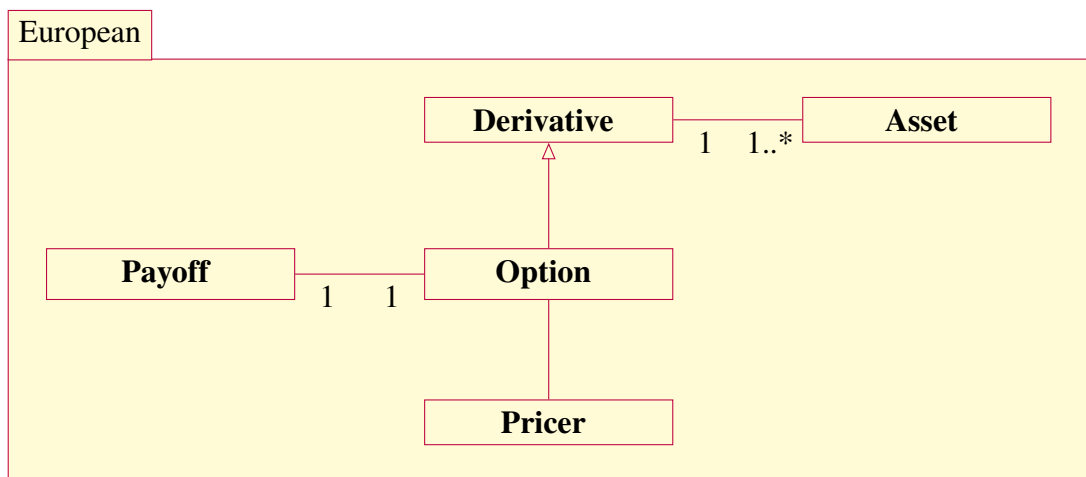 European
Derivative
Asset
1
1..*
Payoff
Option
1
1
Pricer